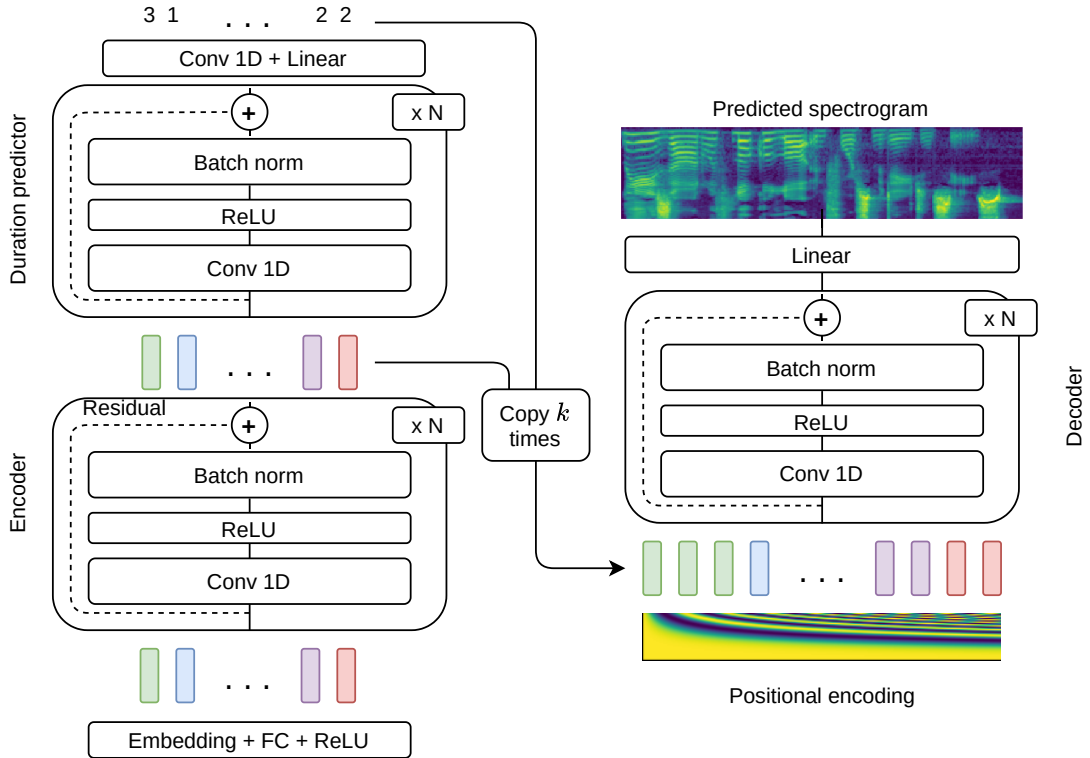 3 1 . . . 2 2
Conv 1D + Linear
Duration predictor
x N
+
Batch norm
ReLU
Conv 1D
. . .
Residual
Encoder
x N
+
Batch norm
ReLU
Conv 1D
. . .
Embedding + FC + ReLU
Copy k
times
Predicted spectrogram
Linear
Decoder
x N
+
Batch norm
ReLU
Conv 1D
. . .
Positional encoding